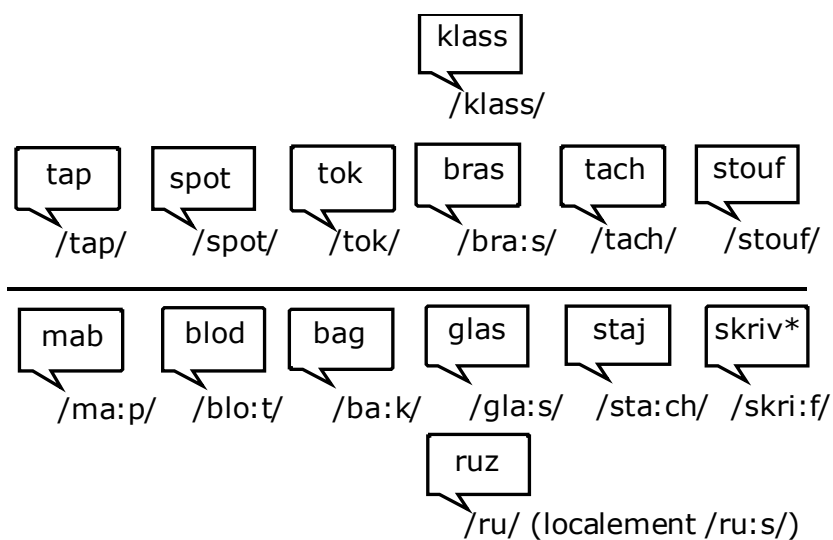 klass
/klass/
tap spot tok bras tach stouf
/tap/ /spot/ /tok/ /bra:s/ /tach/ /stouf/
mab blod bag glas staj skriv*
/ma:p/ /blo:t/ /ba:k/ /gla:s/ /sta:ch/ /skri:f/
ruz
/ru/ (localement /ru:s/)